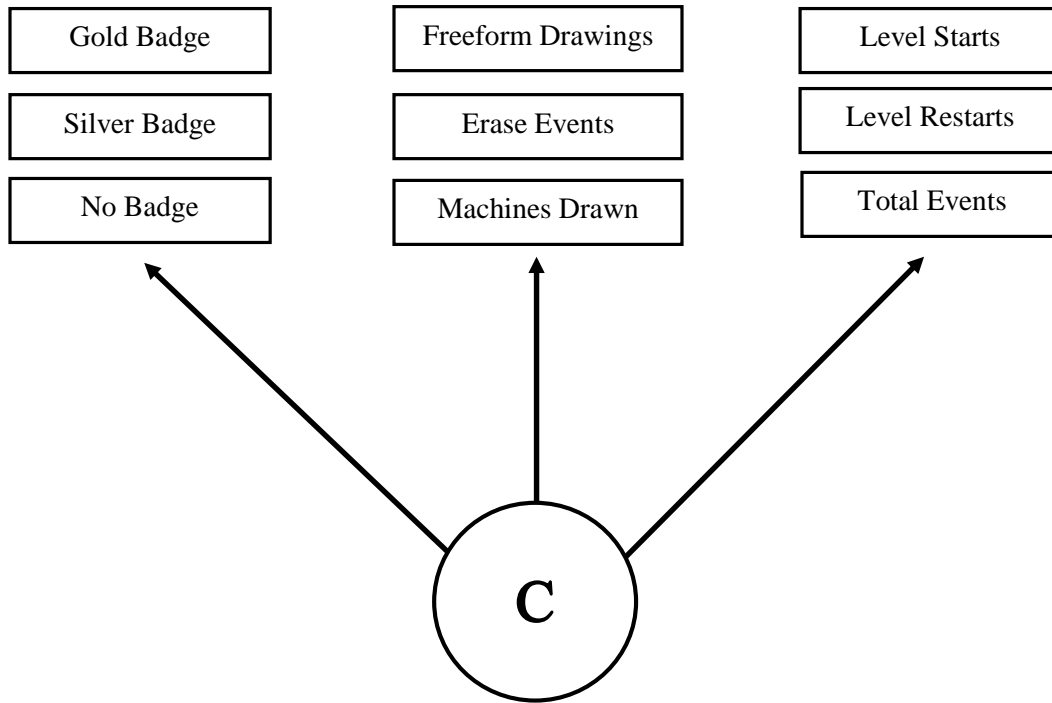 Gold Badge
Freeform Drawings
Level Starts
Silver Badge
Erase Events
Level Restarts
No Badge
Machines Drawn
Total Events
C